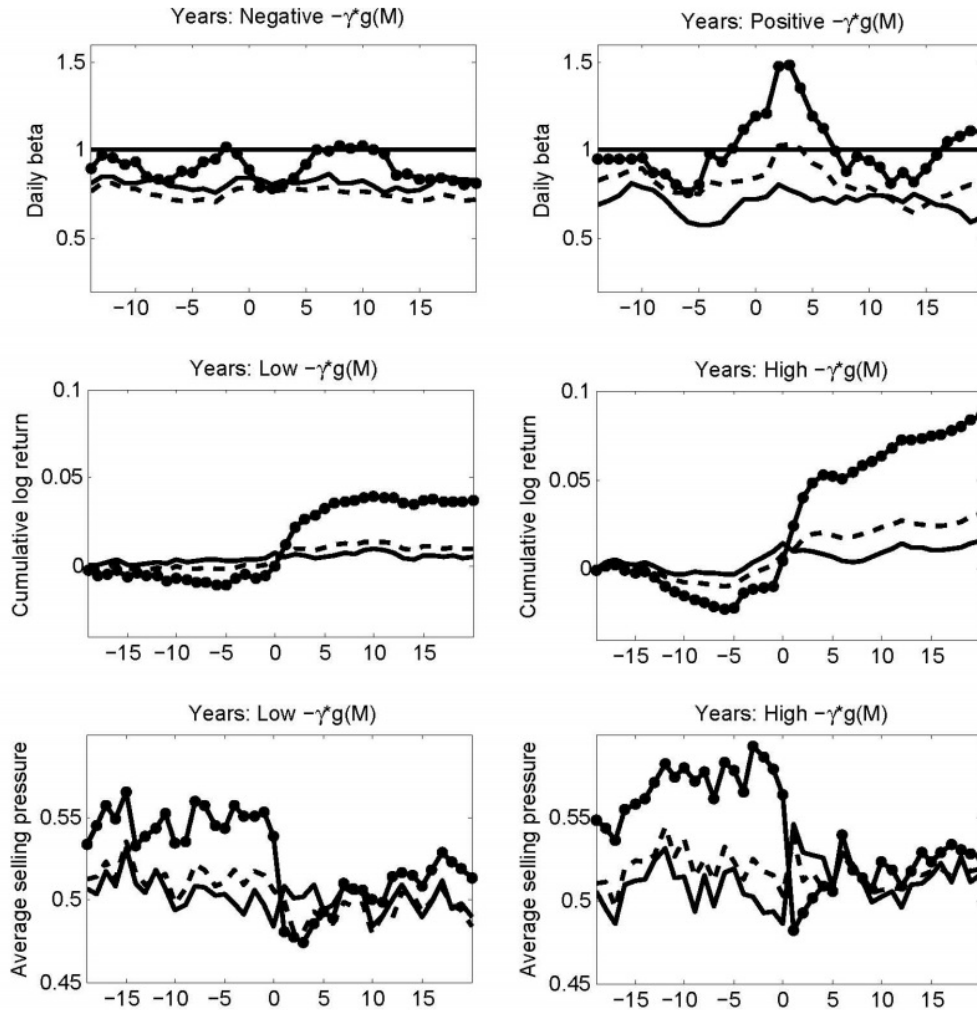 Years: Negative −γ*g(M)
Daily beta
1.5
1
0.5
−10 −5 0 5 10 15
Years: Positive −γ*g(M)
Daily beta
1.5
1
0.5
−10 −5 0 5 10 15
Years: Low −γ*g(M)
Cumulative log return
0.1
0.05
0
−15 −10 −5 0 5 10 15
Years: High −γ*g(M)
Cumulative log return
0.1
0.05
0
−15 −10 −5 0 5 10 15
Years: Low −γ*g(M)
Average selling pressure
0.55
0.5
0.45
−15 −10 −5 0 5 10 15
Years: High −γ*g(M)
Average selling pressure
0.55
0.5
0.45
−15 −10 −5 0 5 10 15